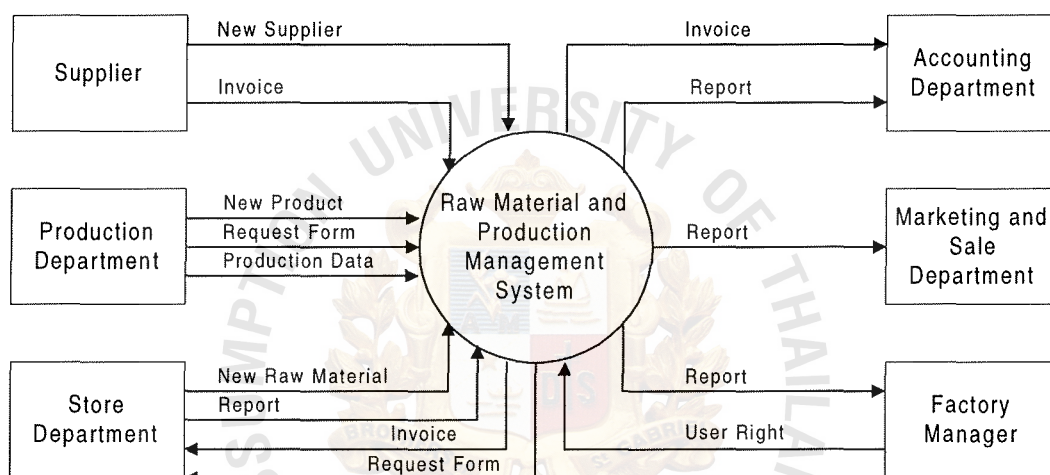 New Supplier
Invoice
Supplier
Accounting
Department
Invoice
Report
New Product
Request Form
Production Data
Production
Department
Raw Material and
Production
Management
System
Report
Marketing and
Sale
Department
New Raw Material
Report
Invoice
Request Form
Store
Department
Report
User Right
Factory
Manager
UNIVERSITY OF